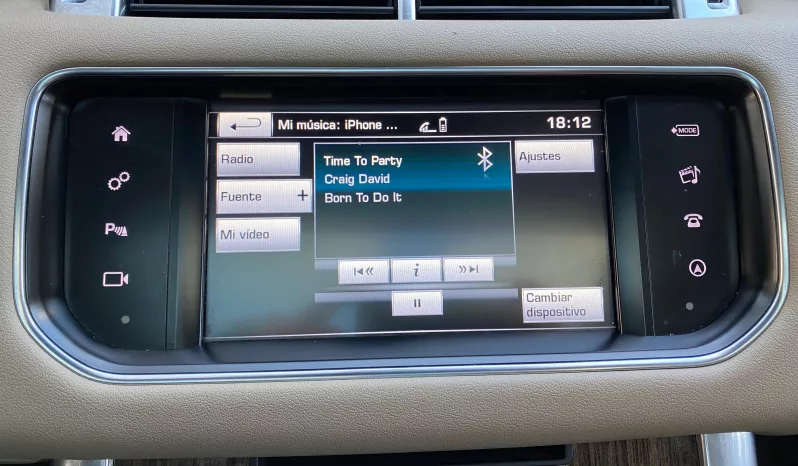 Mi música: iPhone ...
18:12
Radio
Fuente +
Mi vídeo
Time To Party
Craig David
Born To Do It
Ajustes
i
Cambiar
dispositivo
P
MODE